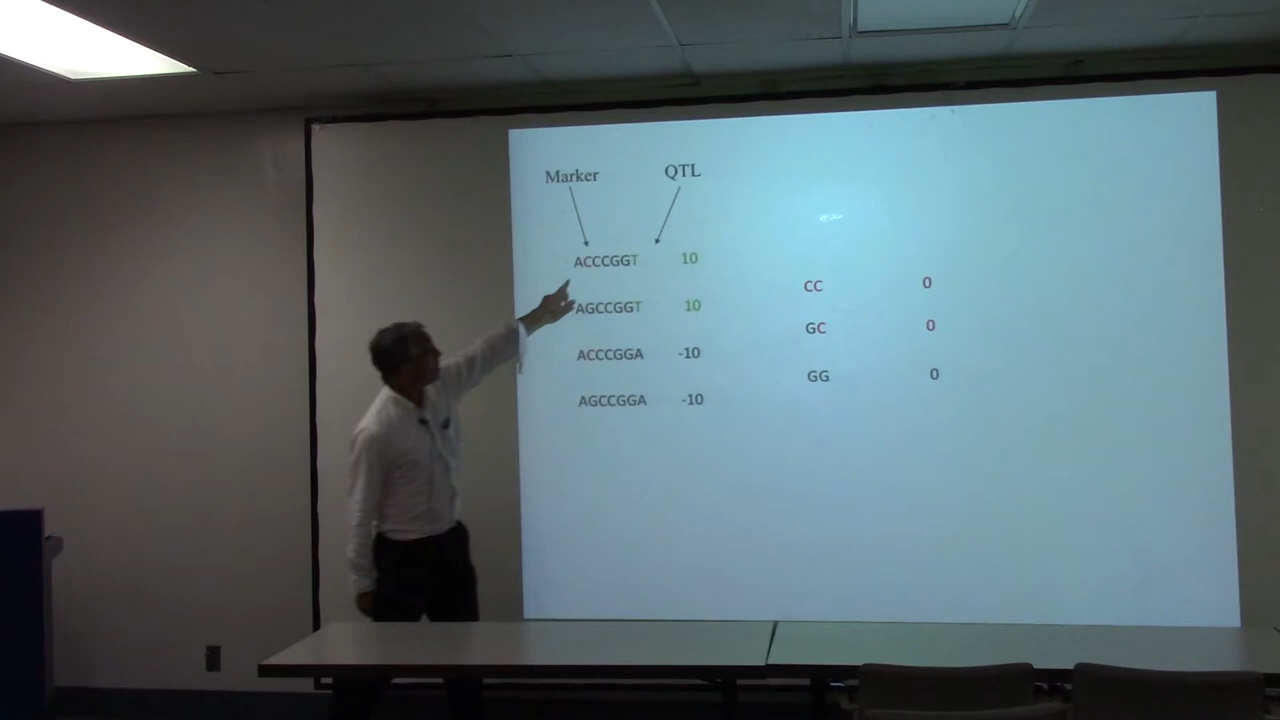 Marker QTL
ACCCGGT 10
AGCCGGT 10
ACCCGGA -10
AGCCGGA -10
CC 0
GC 0
GG 0